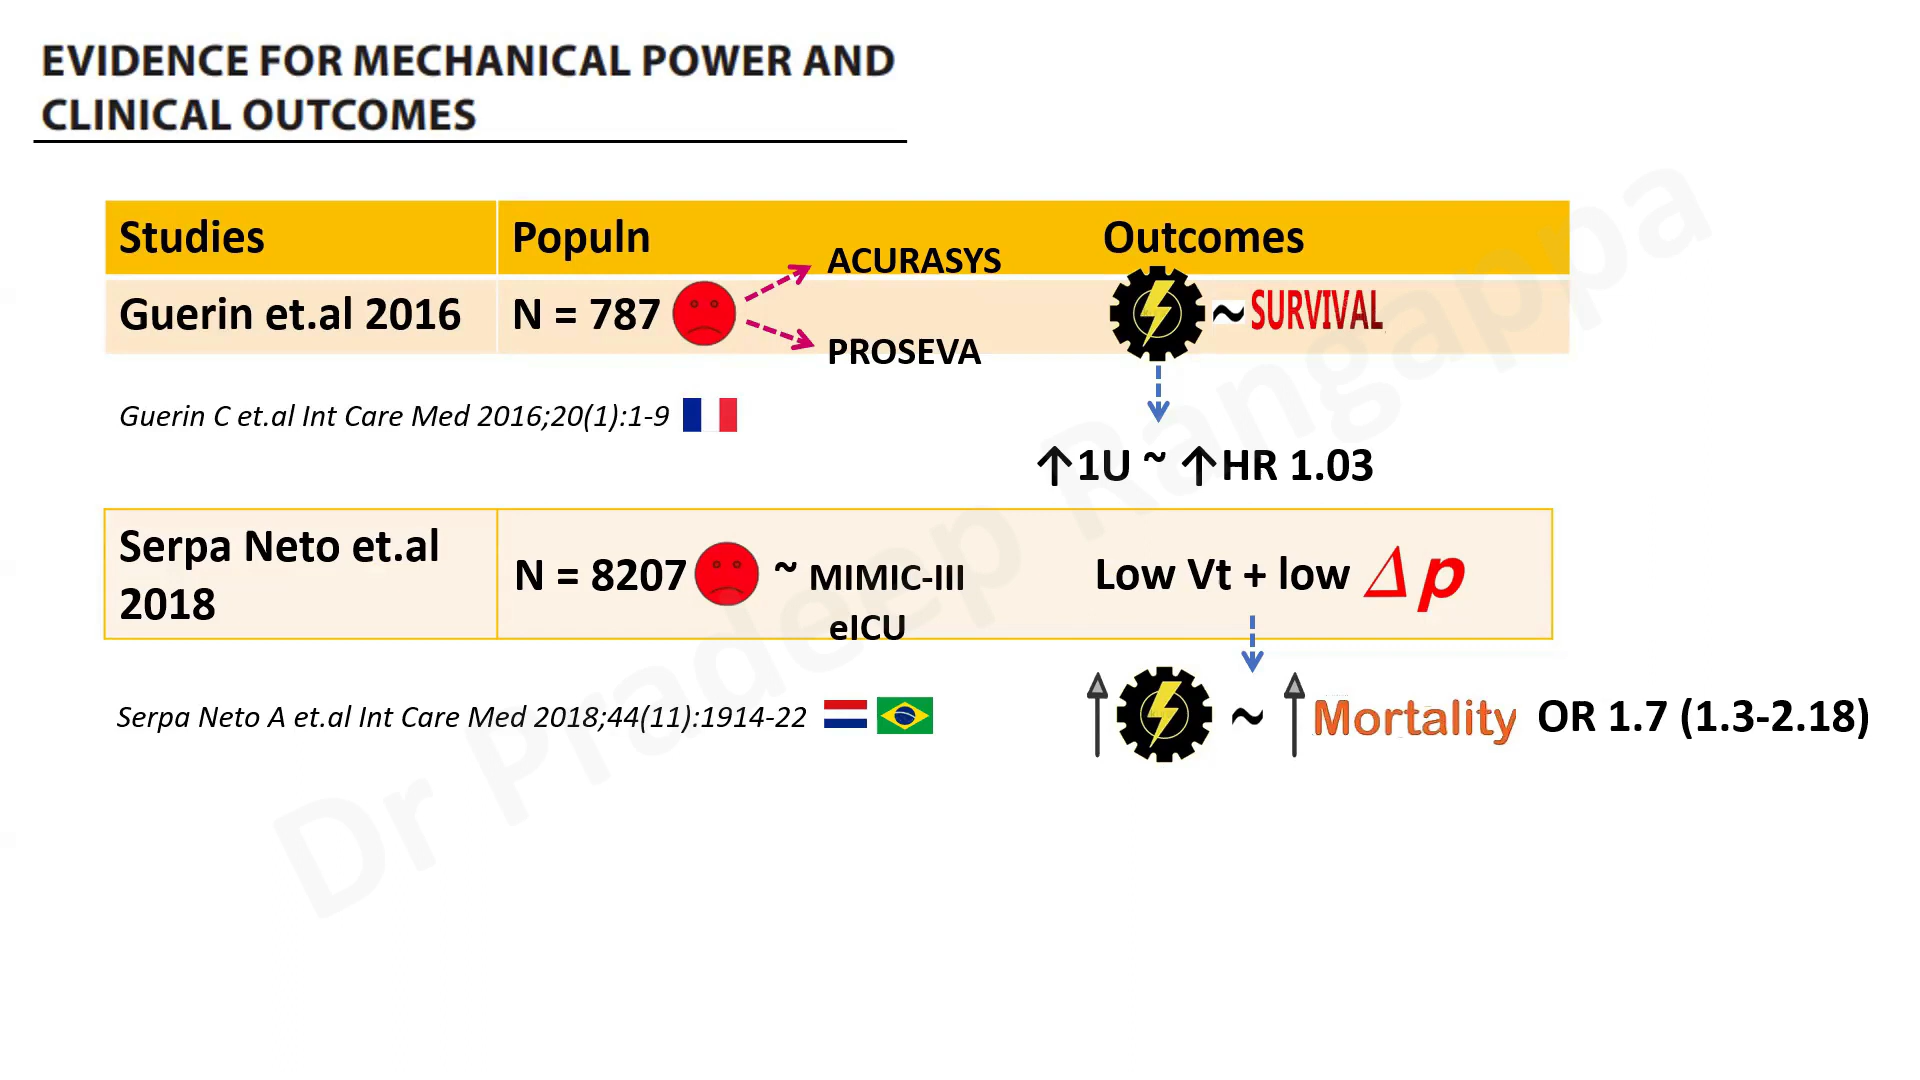 EVIDENCE FOR MECHANICAL POWER AND
CLINICAL OUTCOMES
Studies
Populn
Outcomes
Guerin et.al 2016
N = 787
ACURASYS
PROSEVA
~ SURVIVAL
Guerin C et.al Int Care Med 2016;20(1):1-9
↑1U ~ ↑HR 1.03
Serpa Neto et.al
2018
N = 8207
~ MIMIC-III
eICU
Low Vt + low Δp
Serpa Neto A et.al Int Care Med 2018;44(11):1914-22
~ Mortality OR 1.7 (1.3-2.18)
Dr Pradeep Rangappa